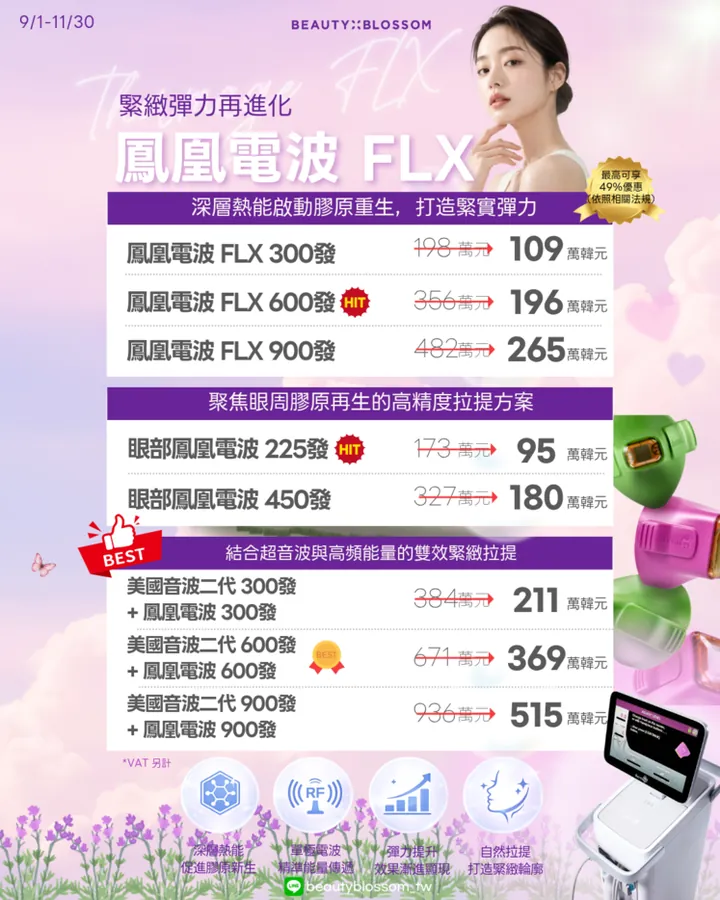 9/1-11/30
BEAUTY BLOSSOM
Thermage FLX
緊緻彈力再進化
鳳凰電波 FLX
最高可享
49%優惠
(依照相關法規)
深層熱能啟動膠原重生，打造緊實彈力
鳳凰電波 FLX 300發 198 萬元 109 萬韓元
鳳凰電波 FLX 600發 HIT 356萬元 196 萬韓元
鳳凰電波 FLX 900發 482萬元 265 萬韓元
聚焦眼周膠原再生的高精度拉提方案
眼部鳳凰電波 225發 HIT 173 萬元 95 萬韓元
眼部鳳凰電波 450發 327萬元 180 萬韓元
BEST
結合超音波與高頻能量的雙效緊緻拉提
美國音波二代 300發
+ 鳳凰電波 300發 384萬元 211 萬韓元
美國音波二代 600發
+ 鳳凰電波 600發 BEST 671 萬元 369 萬韓元
美國音波二代 900發
+ 鳳凰電波 900發 936萬元 515 萬韓元
*VAT 另計
RF
深層熱能
促進膠原新生
單極電波
精準能量傳遞
彈力提升
效果漸進顯現
自然拉提
打造緊緻輪廓
LINE beautyblossom_tw